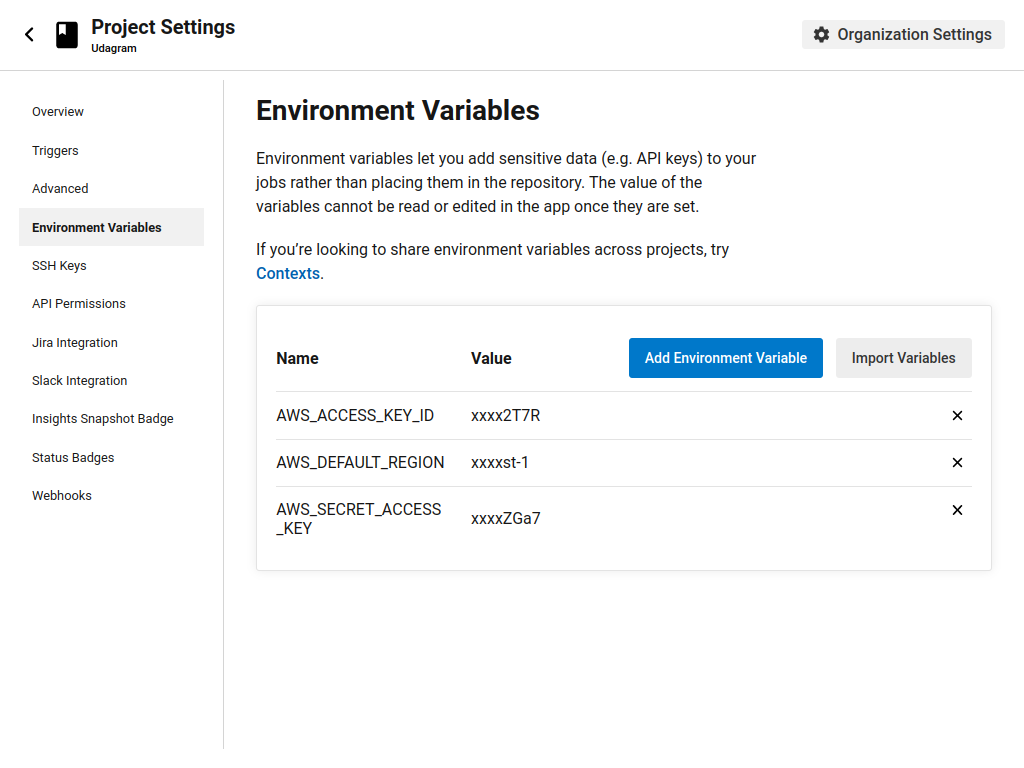 Project Settings
Udagram
Organization Settings
Overview
Triggers
Advanced
Environment Variables
SSH Keys
API Permissions
Jira Integration
Slack Integration
Insights Snapshot Badge
Status Badges
Webhooks
Environment Variables
Environment variables let you add sensitive data (e.g. API keys) to your
jobs rather than placing them in the repository. The value of the
variables cannot be read or edited in the app once they are set.
If you’re looking to share environment variables across projects, try
Contexts.
Name Value Add Environment Variable Import Variables
AWS_ACCESS_KEY_ID xxxx2T7R
AWS_DEFAULT_REGION xxxxst-1
AWS_SECRET_ACCESS
_KEY xxxxZGa7